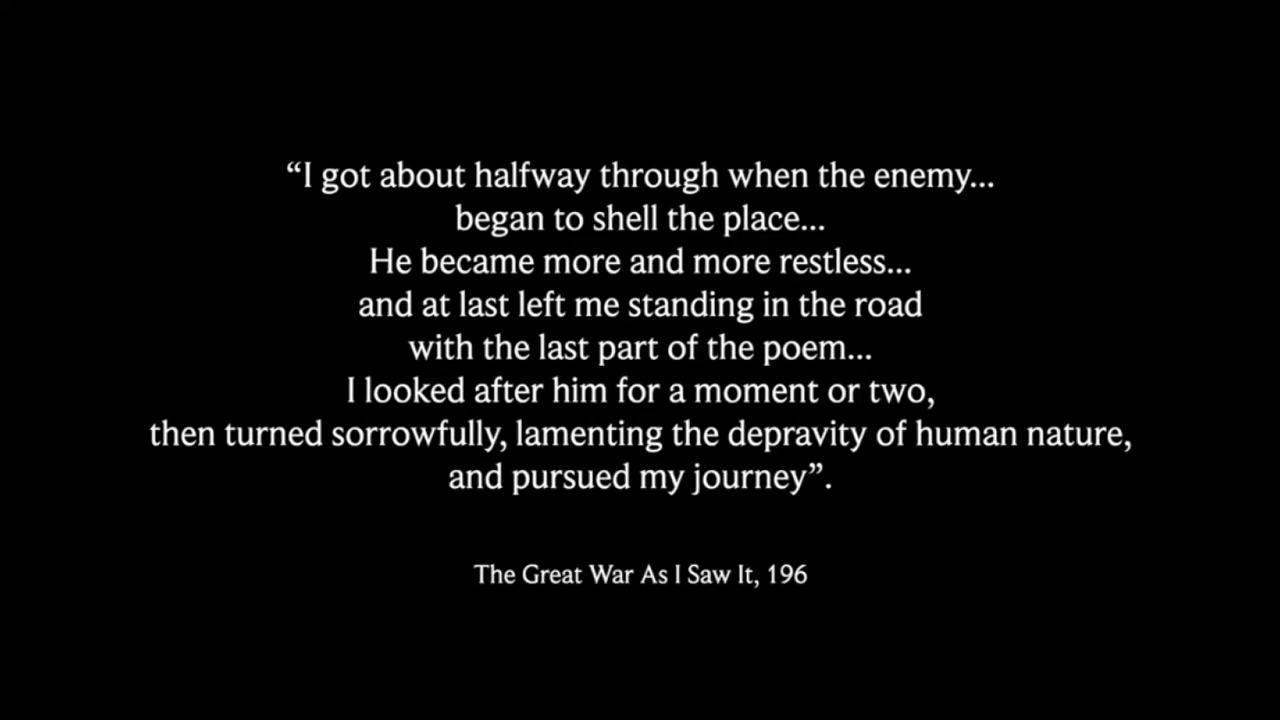 “I got about halfway through when the enemy...
began to shell the place...
He became more and more restless...
and at last left me standing in the road
with the last part of the poem...
I looked after him for a moment or two,
then turned sorrowfully, lamenting the depravity of human nature,
and pursued my journey”.
The Great War As I Saw It, 196